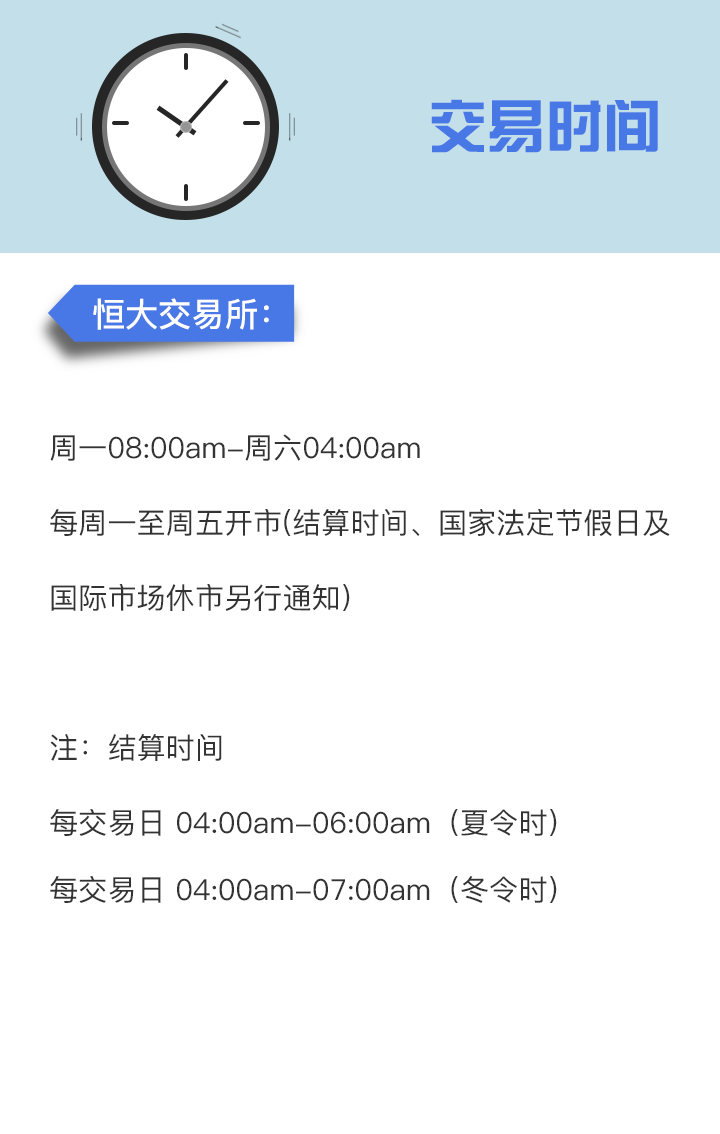 交易时间
恒大交易所：
周一08:00am-周六04:00am
每周一至周五开市(结算时间、国家法定节假日及
国际市场休市另行通知)
注：结算时间
每交易日 04:00am-06:00am（夏令时）
每交易日 04:00am-07:00am（冬令时）